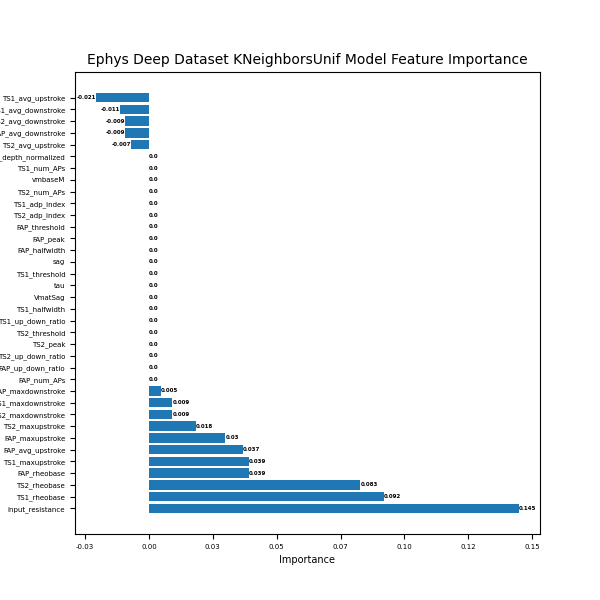 Ephys Deep Dataset KNeighborsUnif Model Feature Importance
TS1_avg_upstroke -0.021
S1_avg_downstroke -0.011
S2_avg_downstroke -0.009
AP_avg_downstroke -0.009
TS2_avg_upstroke -0.007
_depth_normalized 0.0
TS1_num_APs 0.0
vmbaseM 0.0
TS2_num_APs 0.0
TS1_adp_index 0.0
TS2_adp_index 0.0
FAP_threshold 0.0
FAP_peak 0.0
FAP_halfwidth 0.0
sag 0.0
TS1_threshold 0.0
tau 0.0
VmatSag 0.0
TS1_halfwidth 0.0
TS1_up_down_ratio 0.0
TS2_threshold 0.0
TS2_peak 0.0
TS2_up_down_ratio 0.0
FAP_up_down_ratio 0.0
FAP_num_APs 0.0
AP_maxdownstroke 0.005
S1_maxdownstroke 0.009
S2_maxdownstroke 0.009
TS2_maxupstroke 0.018
FAP_maxupstroke 0.03
FAP_avg_upstroke 0.037
TS1_maxupstroke 0.039
FAP_rheobase 0.039
TS2_rheobase 0.083
TS1_rheobase 0.092
input_resistance 0.145
-0.03 0.00 0.03 0.05 0.07 0.10 0.12 0.15
Importance